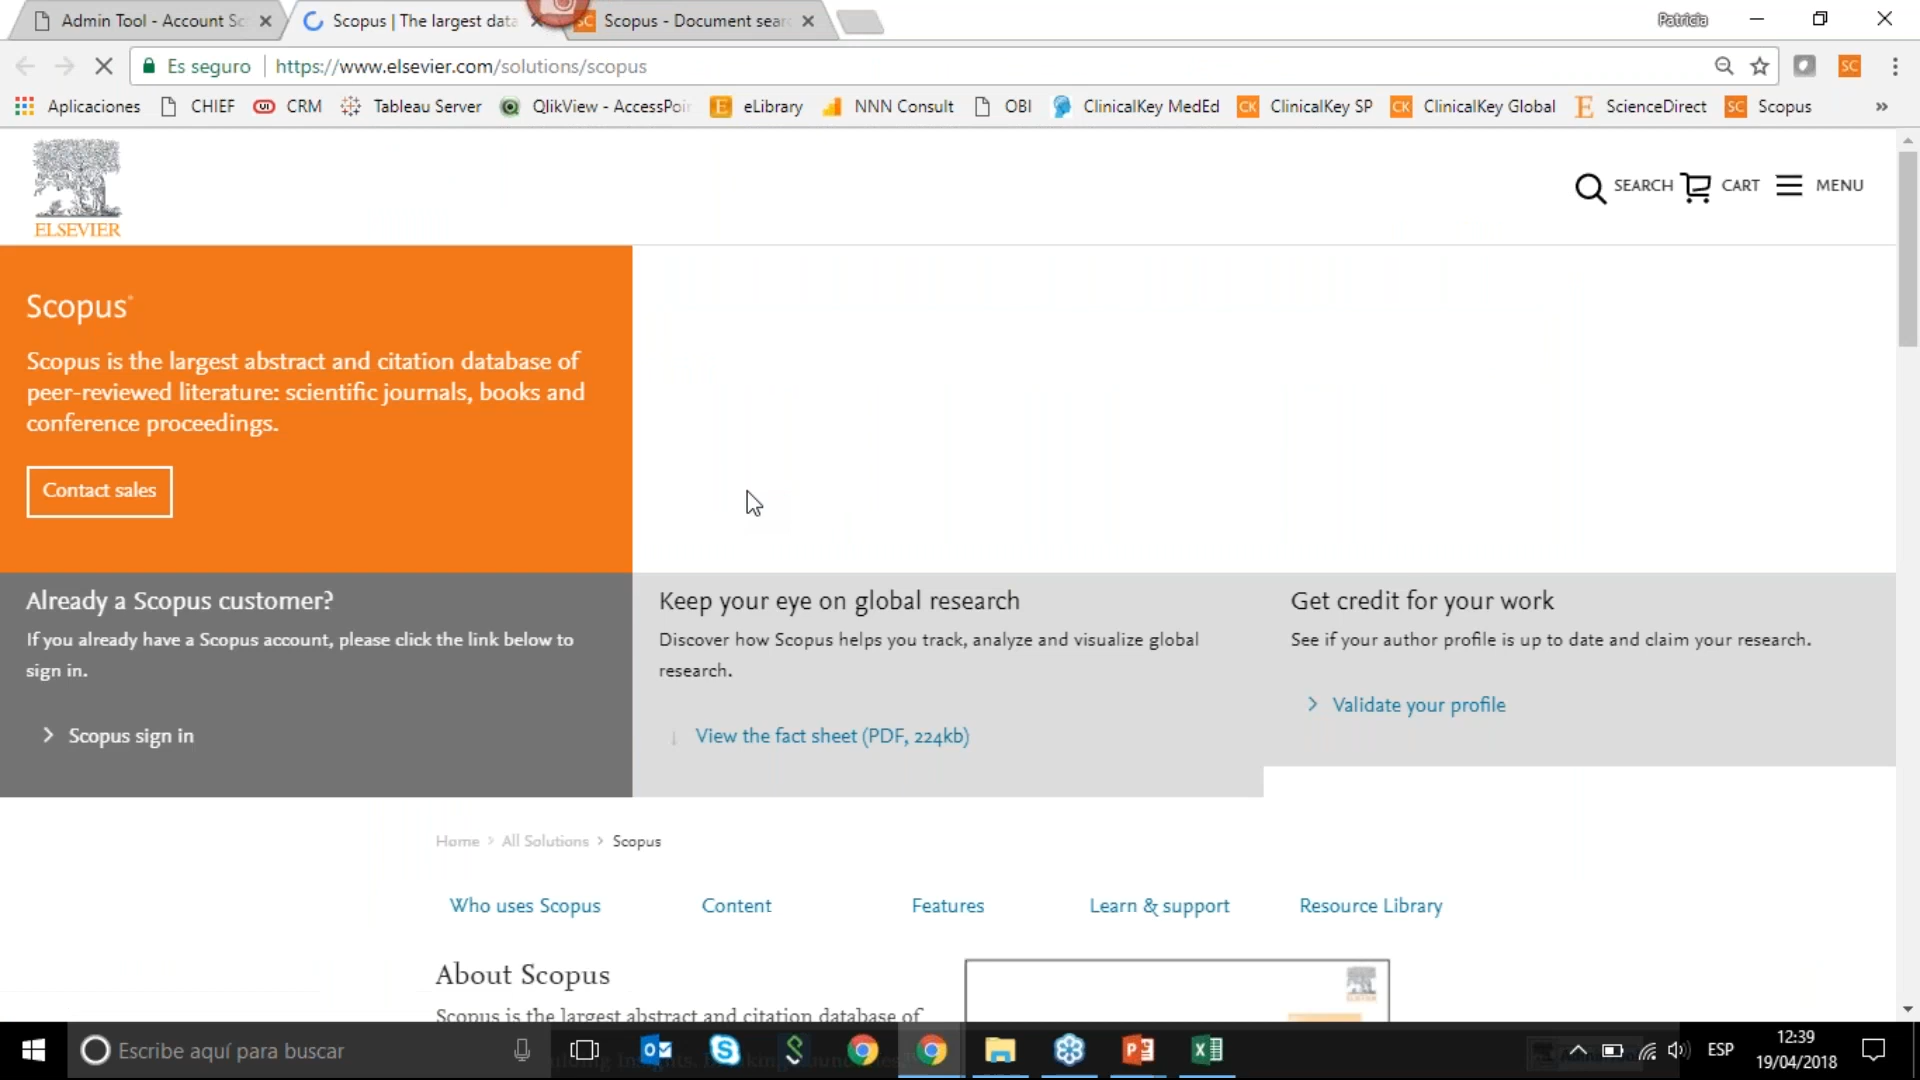 Admin Tool - Account Sc
Scopus | The largest data
SC Scopus - Document sear
Patricia
Es seguro
https://www.elsevier.com/solutions/scopus
SC
Aplicaciones
CHIEF
CRM
Tableau Server
QlikView - AccessPoin
eLibrary
NNN Consult
OBI
ClinicalKey MedEd
CK ClinicalKey SP
CK ClinicalKey Global
ScienceDirect
SC Scopus
»
ELSEVIER
SEARCH
CART
MENU
Scopus®
Scopus is the largest abstract and citation database of
peer-reviewed literature: scientific journals, books and
conference proceedings.
Contact sales
Already a Scopus customer?
If you already have a Scopus account, please click the link below to
sign in.
Scopus sign in
Keep your eye on global research
Discover how Scopus helps you track, analyze and visualize global
research.
View the fact sheet (PDF, 224kb)
Get credit for your work
See if your author profile is up to date and claim your research.
Validate your profile
Home > All Solutions > Scopus
Who uses Scopus
Content
Features
Learn & support
Resource Library
About Scopus
Scopus is the largest abstract and citation database of
Escribe aquí para buscar
ESP
12:39
19/04/2018